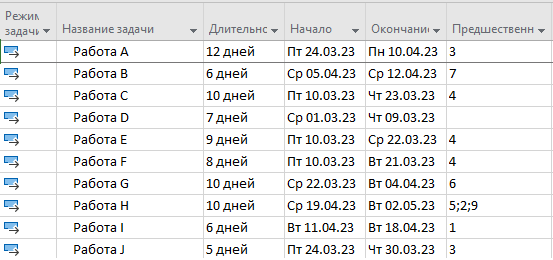 Режим задачи Название задачи Длительнс Начало Окончани Предшественн
Работа A 12 дней Пт 24.03.23 Пн 10.04.23 3
Работа B 6 дней Ср 05.04.23 Ср 12.04.23 7
Работа C 10 дней Пт 10.03.23 Чт 23.03.23 4
Работа D 7 дней Ср 01.03.23 Чт 09.03.23
Работа E 9 дней Пт 10.03.23 Ср 22.03.23 4
Работа F 8 дней Пт 10.03.23 Вт 21.03.23 4
Работа G 10 дней Ср 22.03.23 Вт 04.04.23 6
Работа H 10 дней Ср 19.04.23 Вт 02.05.23 5;2;9
Работа I 6 дней Вт 11.04.23 Вт 18.04.23 1
Работа J 5 дней Пт 24.03.23 Чт 30.03.23 3